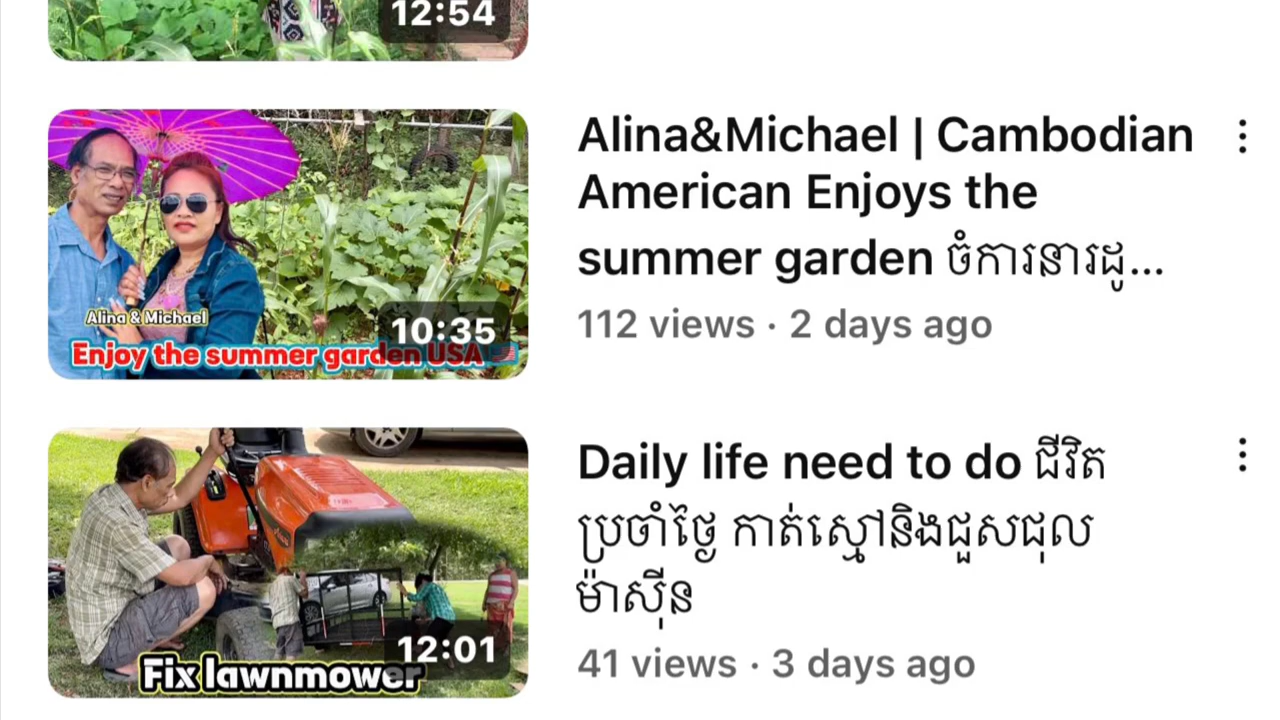 12:54
Alina&Michael | Cambodian
American Enjoys the
summer garden ចំការនារដូ...
112 views · 2 days ago
Alina & Michael
10:35
Enjoy the summer garden USA
Daily life need to do ជីវិត
ប្រចាំថ្ងៃ កាត់ស្មៅនិងជួសជុល
ម៉ាស៊ីន
41 views · 3 days ago
12:01
Fix lawnmower